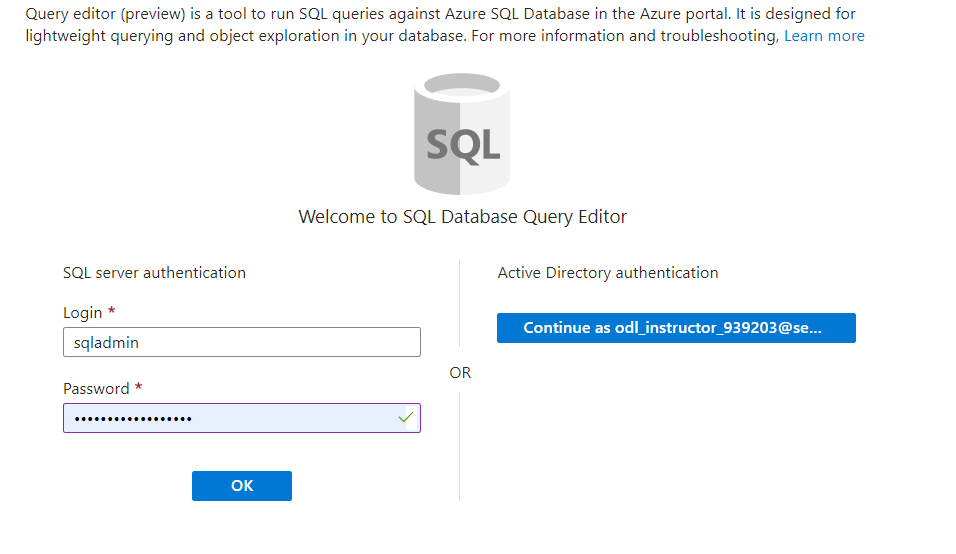 Query editor (preview) is a tool to run SQL queries against Azure SQL Database in the Azure portal. It is designed for
lightweight querying and object exploration in your database. For more information and troubleshooting, Learn more
SQL
Welcome to SQL Database Query Editor
SQL server authentication
Login *
sqladmin
Password *
••••••••••••••••••
OK
OR
Active Directory authentication
Continue as odl_instructor_939203@se...